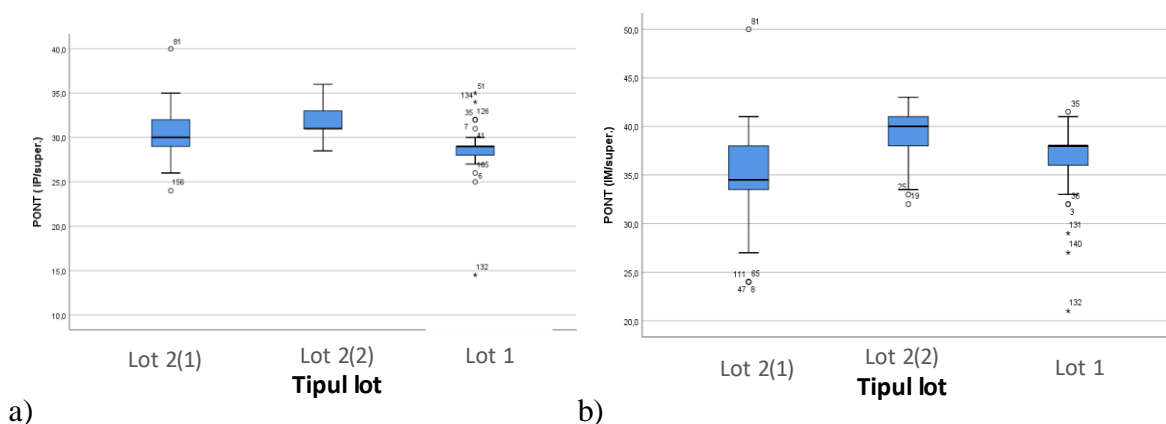 PONT ( IP/super.)
40,0
35,0
30,0
25,0
20,0
15,0
10,0
81
156
51
134
35 126
7
41
105
6
132
Lot 2(1)
Lot 2(2)
Lot 1
Tipul lot
a)
PONT (IM/super.)
50,0
45,0
40,0
35,0
30,0
25,0
20,0
81
111 65
47 8
25
19
35
36
3
131
140
132
Lot 2(1)
Lot 2(2)
Lot 1
Tipul lot
b)